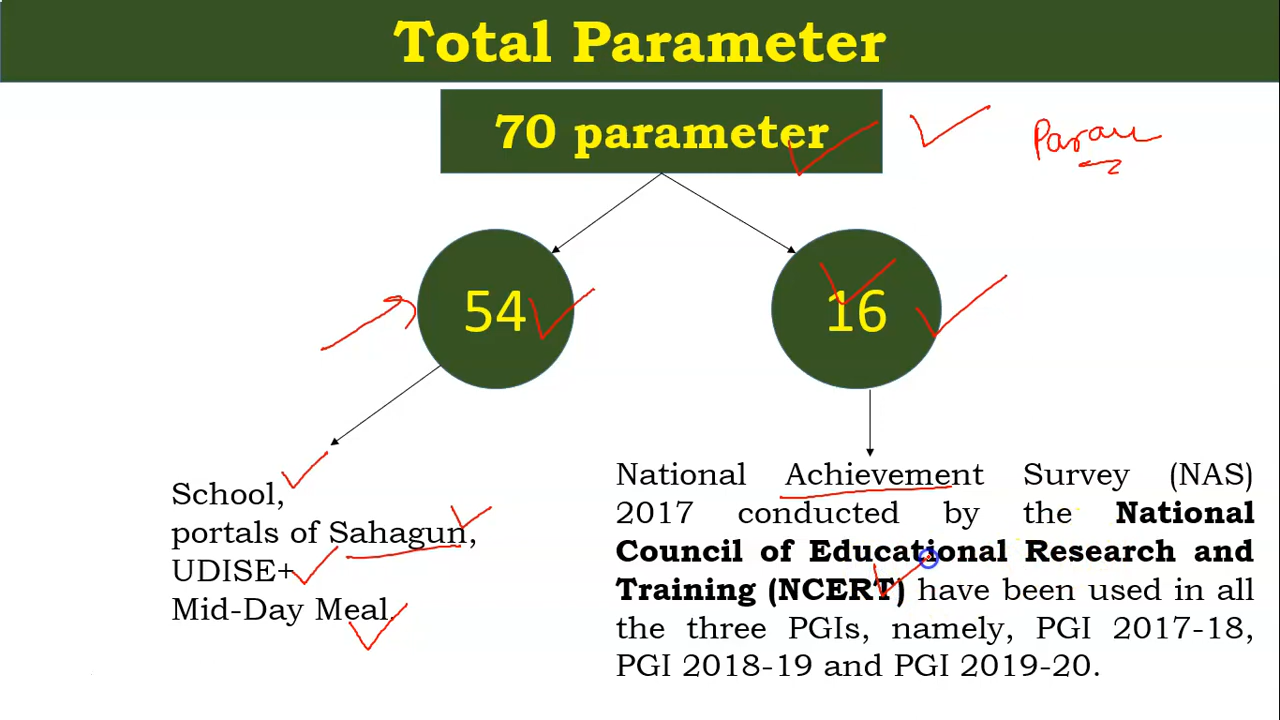 Total Parameter
70 parameter
54
16
School,
portals of Sahagun,
UDISE+
Mid-Day Meal.
National Achievement Survey (NAS)
2017 conducted by the National
Council of Educational Research and
Training (NCERT) have been used in all
the three PGIs, namely, PGI 2017-18,
PGI 2018-19 and PGI 2019-20.